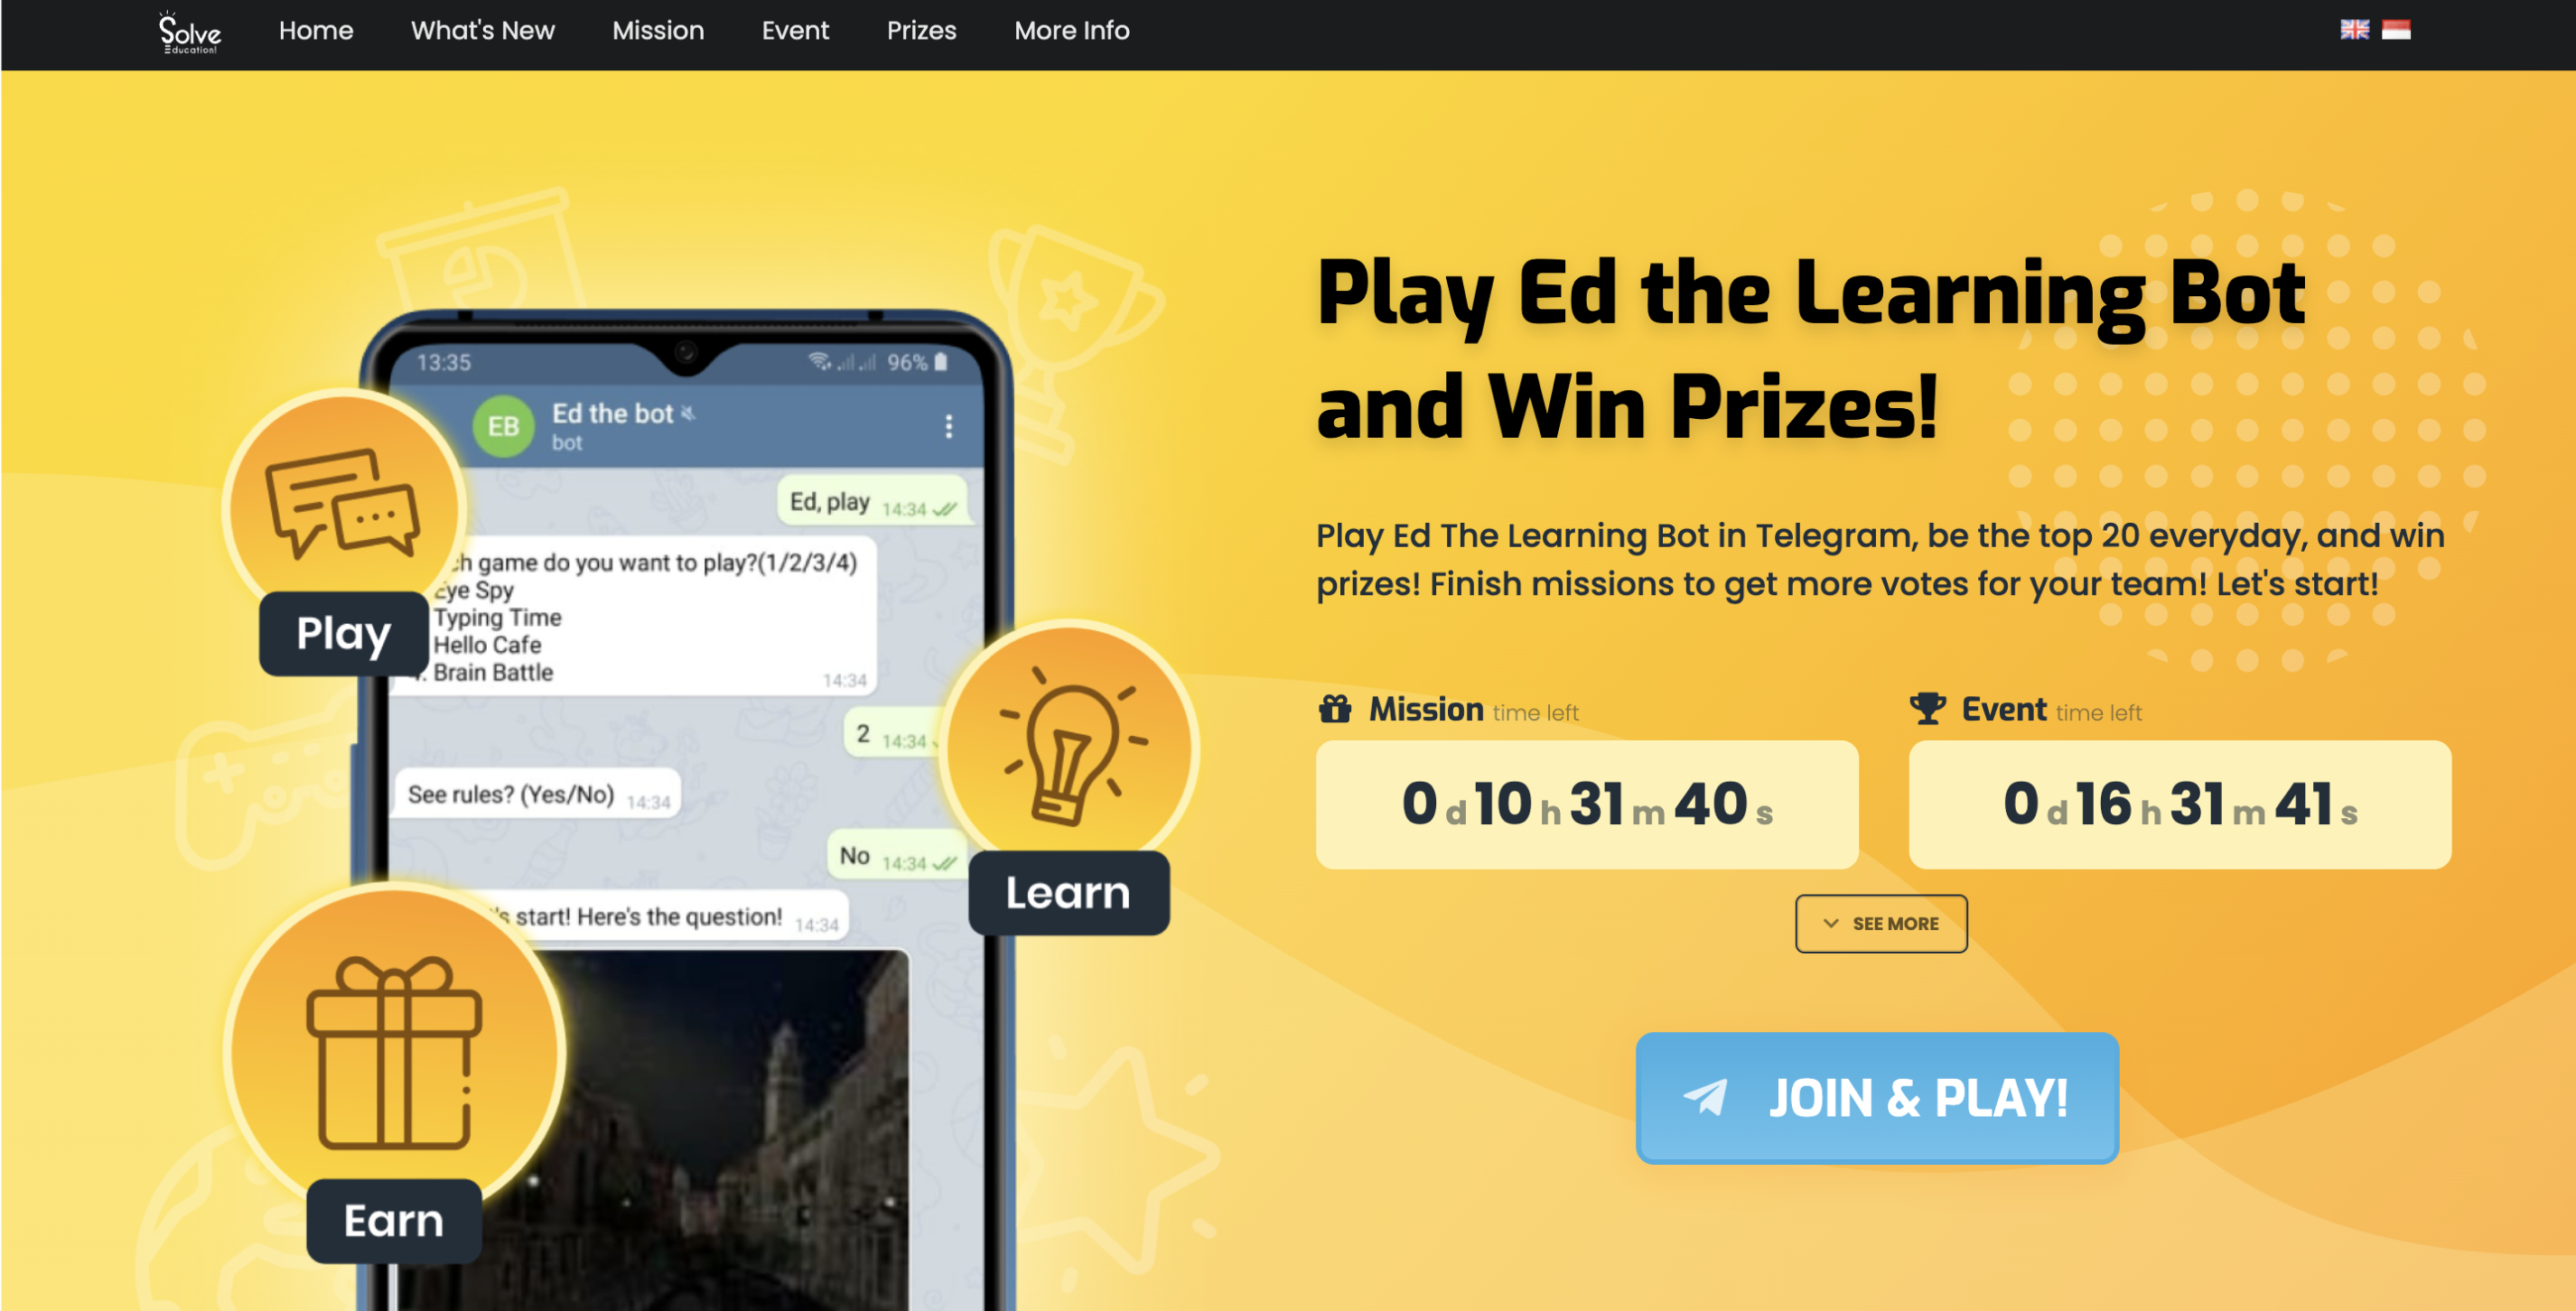 Solve
Education!
Home
What's New
Mission
Event
Prizes
More Info
13:35
96%
EB
Ed the bot
bot
Ed, play 14:34
game do you want to play?(1/2/3/4)
Eye Spy
Typing Time
Hello Cafe
Brain Battle
14:34
2 14:34
See rules? (Yes/No) 14:34
No 14:34
start! Here's the question! 14:34
Play
Learn
Earn
Play Ed the Learning Bot
and Win Prizes!
Play Ed The Learning Bot in Telegram, be the top 20 everyday, and win
prizes! Finish missions to get more votes for your team! Let's start!
Mission time left
0 d 10 h 31 m 40 s
Event time left
0 d 16 h 31 m 41 s
SEE MORE
JOIN & PLAY!